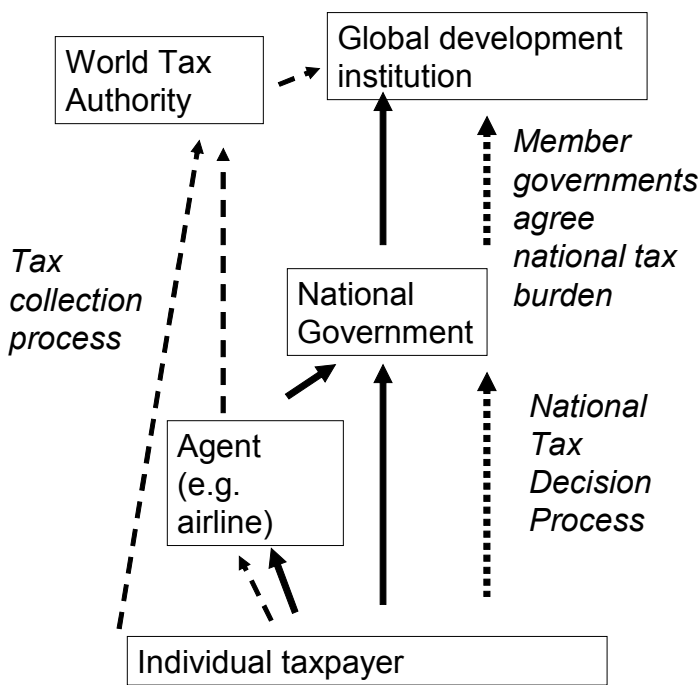 World Tax
Authority
Global development
institution
Member
governments
agree
national tax
burden
Tax
collection
process
National
Government
Agent
(e.g.
airline)
National
Tax
Decision
Process
Individual taxpayer